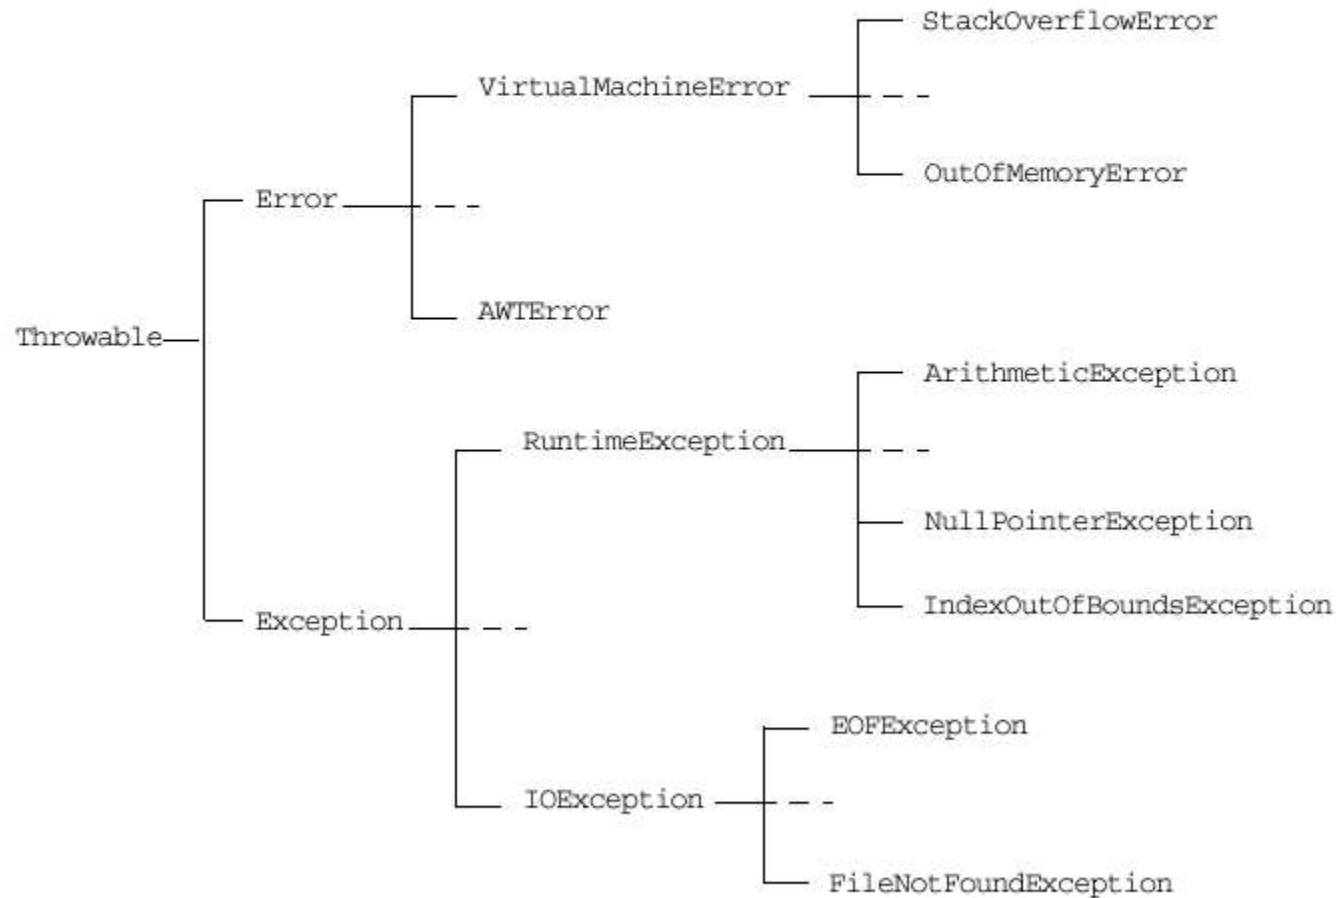 StackOverflowError
VirtualMachineError
OutOfMemoryError
Error
AWTError
Throwable
ArithmeticException
RuntimeException
NullPointerException
IndexOutOfBoundsException
Exception
EOFException
IOException
FileNotFoundException